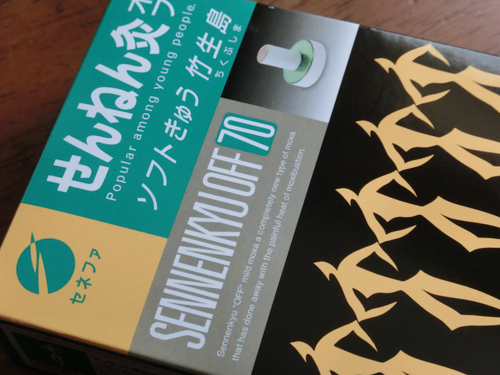 せんねん灸オフ
Popular among young people.
ソフトきゅう 竹生島
ちくぶしま
SENNENKYU OFF 70
Sennenkyu "OFF" mild moxa a completely new type of moxa
that has done away with the painful heat of moxibustion.
セネファ